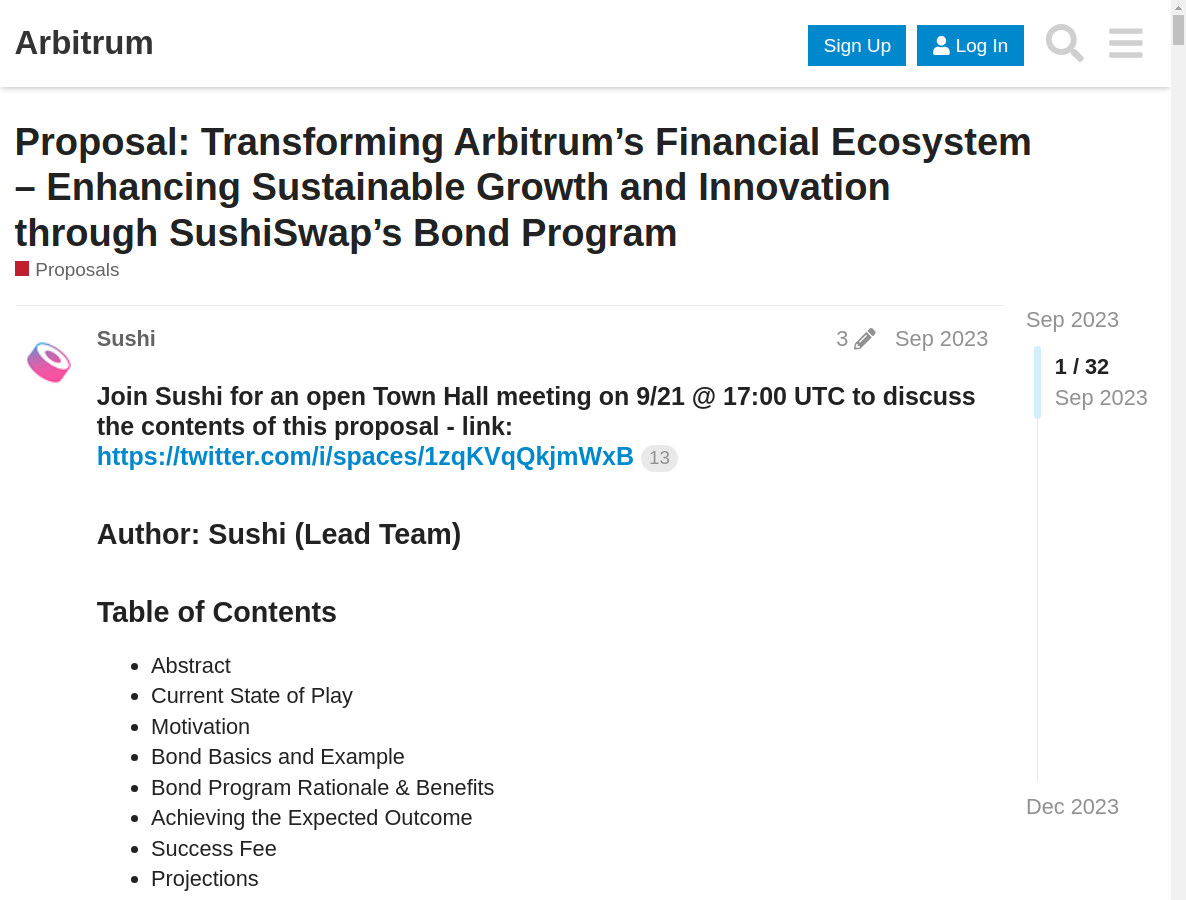 Arbitrum
Sign Up
Log In
Proposal: Transforming Arbitrum’s Financial Ecosystem
– Enhancing Sustainable Growth and Innovation
through SushiSwap’s Bond Program
Proposals
Sushi
3
Sep 2023
Join Sushi for an open Town Hall meeting on 9/21 @ 17:00 UTC to discuss
the contents of this proposal - link:
https://twitter.com/i/spaces/1zqKVqQkjmWxB 13
Author: Sushi (Lead Team)
Table of Contents
Abstract
Current State of Play
Motivation
Bond Basics and Example
Bond Program Rationale & Benefits
Achieving the Expected Outcome
Success Fee
Projections
Sep 2023
1 / 32
Sep 2023
Dec 2023